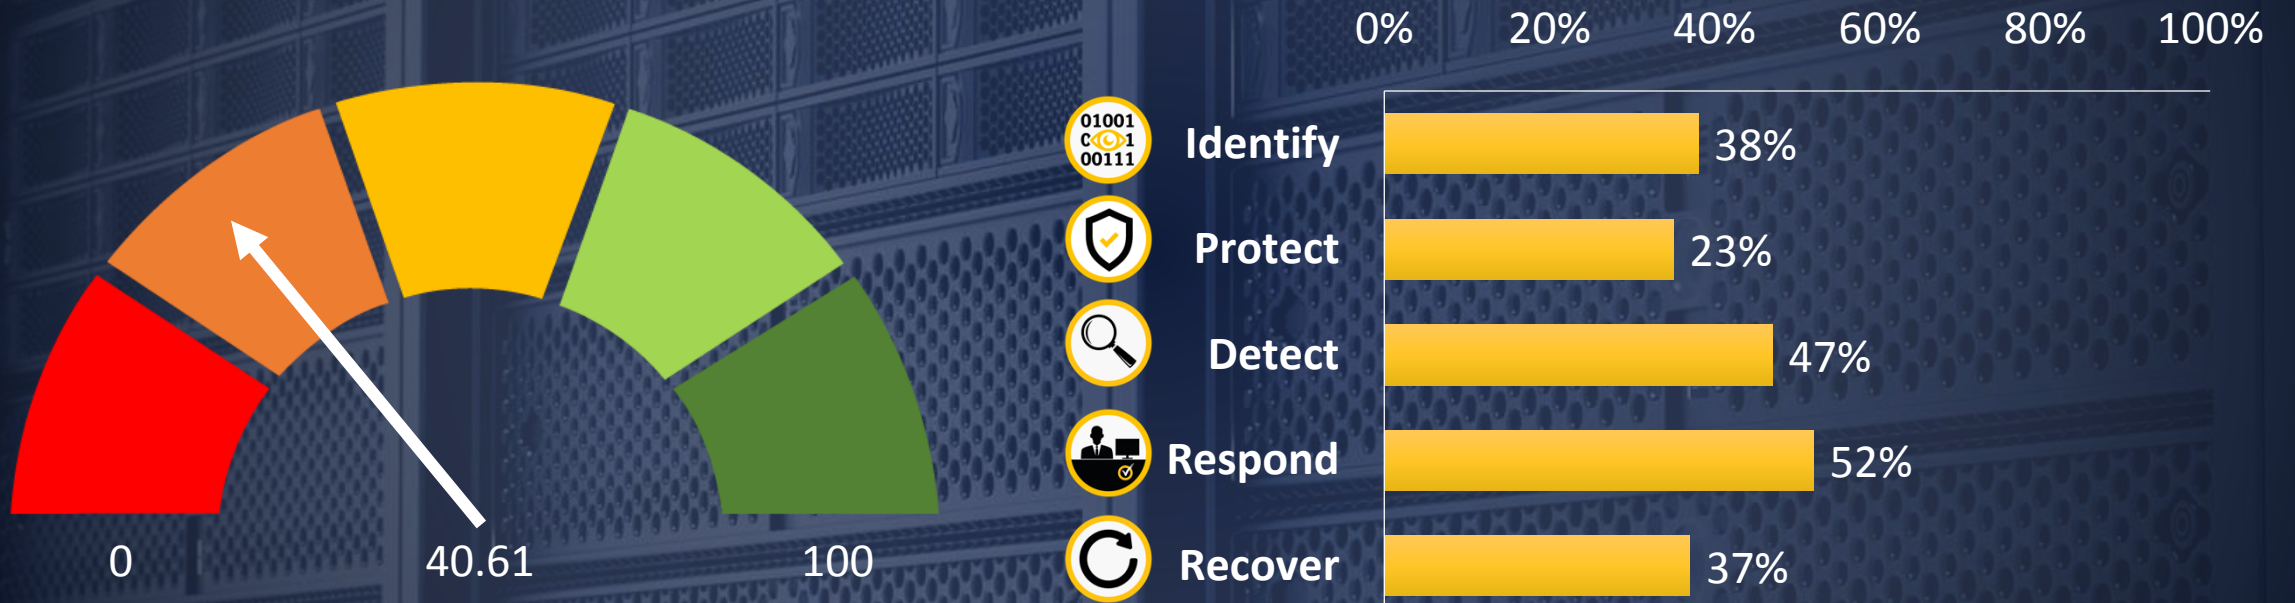 0% 20% 40% 60% 80% 100%
01001
C 1
00111
Identify 38%
Protect 23%
Detect 47%
Respond 52%
Recover 37%
0 40.61 100